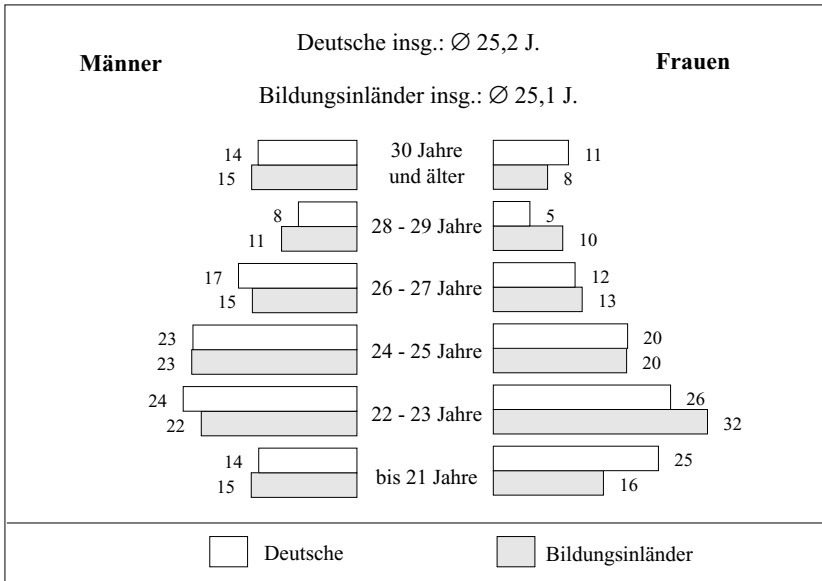 Deutsche insg.: Ø 25,2 J.
Männer Frauen
Bildungsinländer insg.: Ø 25,1 J.
14 30 Jahre 11
15 und älter 8
8 28 - 29 Jahre 5
11 10
17 26 - 27 Jahre 12
15 13
23 24 - 25 Jahre 20
23 20
24 22 - 23 Jahre 26
22 32
14 bis 21 Jahre 25
15 16
Deutsche Bildungsinländer